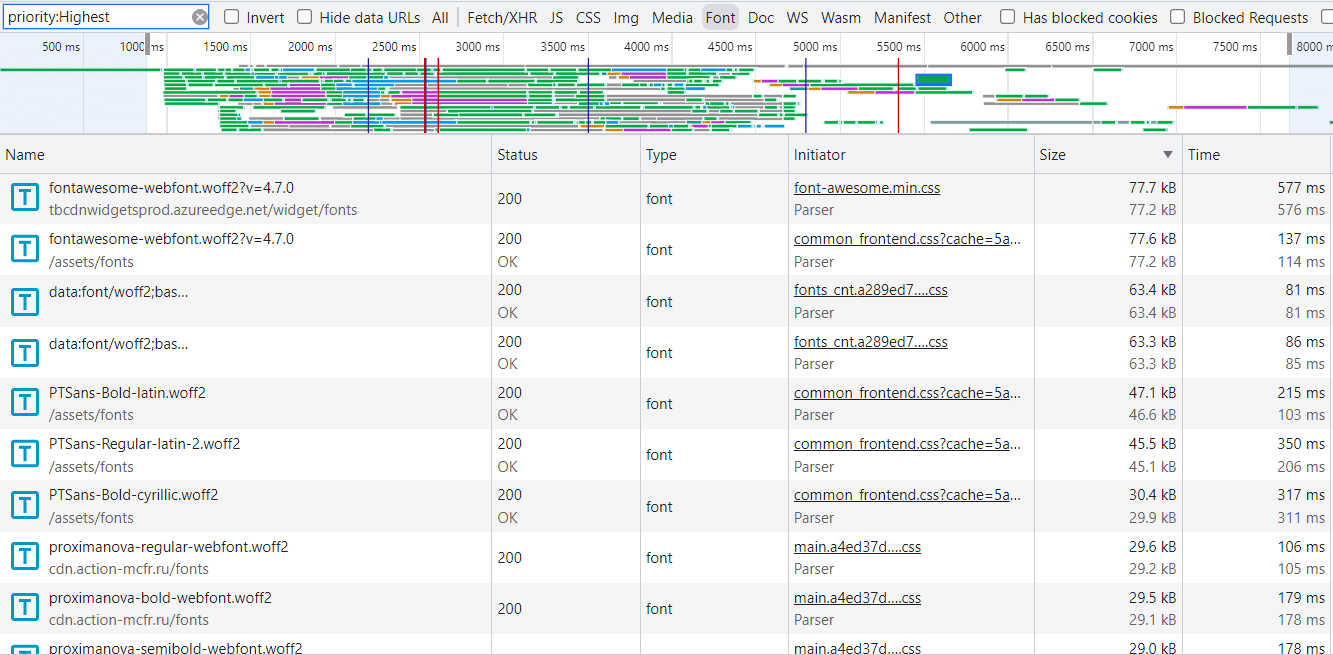 priority:Highest Invert Hide data URLs All Fetch/XHR JS CSS Img Media Font Doc WS Wasm Manifest Other Has blocked cookies Blocked Requests
500 ms 1500 ms 2000 ms 2500 ms 3000 ms 3500 ms 4000 ms 4500 ms 5000 ms 5500 ms 6000 ms 6500 ms 7000 ms 7500 ms
Name Status Type Initiator Size Time
fontawesome-webfont.woff2?v=4.7.0 200 font font-awesome.min.css 77.7 kB 577 ms
tbcdnwidgetsprod.azureedge.net/widget/fonts Parser 77.2 kB 576 ms
fontawesome-webfont.woff2?v=4.7.0 200 font common_frontend.css?cache=5a... 77.6 kB 137 ms
/assets/fonts OK Parser 77.2 kB 114 ms
data:font/woff2;bas... 200 font fonts_cnt.a289ed7....css 63.4 kB 81 ms
OK Parser 63.4 kB 81 ms
data:font/woff2;bas... 200 font fonts_cnt.a289ed7....css 63.3 kB 86 ms
OK Parser 63.3 kB 85 ms
PTSans-Bold-latin.woff2 200 font common_frontend.css?cache=5a... 47.1 kB 215 ms
/assets/fonts OK Parser 46.6 kB 103 ms
PTSans-Regular-latin-2.woff2 200 font common_frontend.css?cache=5a... 45.5 kB 350 ms
/assets/fonts OK Parser 45.1 kB 206 ms
PTSans-Bold-cyrillic.woff2 200 font common_frontend.css?cache=5a... 30.4 kB 317 ms
/assets/fonts OK Parser 29.9 kB 311 ms
proximanova-regular-webfont.woff2 200 font main.a4ed37d....css 29.6 kB 106 ms
cdn.action-mcfr.ru/fonts Parser 29.2 kB 105 ms
proximanova-bold-webfont.woff2 200 font main.a4ed37d....css 29.5 kB 179 ms
cdn.action-mcfr.ru/fonts Parser 29.1 kB 178 ms
proximanova-semibold-webfont.woff2 main.a4ed37d....css 29.0 kB 178 ms